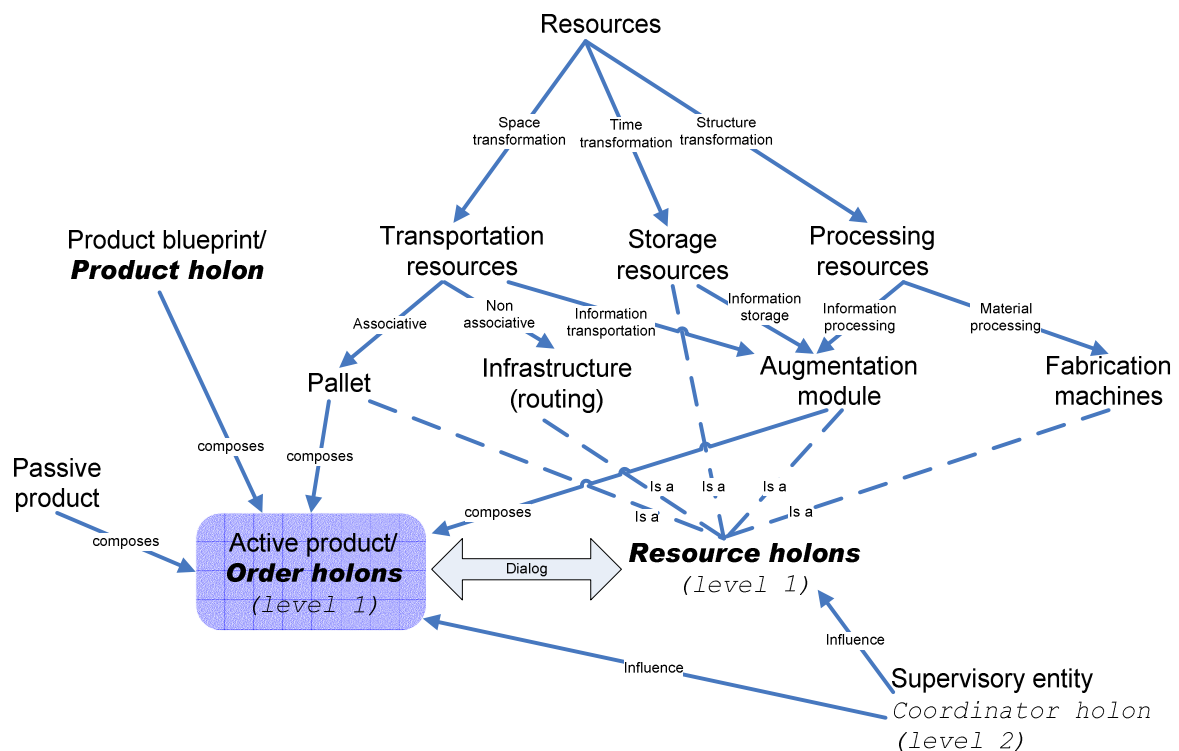 Resources
Space
transformation
Time
transformation
Structure
transformation
Product blueprint/
Product holon
Transportation
resources
Storage
resources
Processing
resources
Associative
Non
associative
Information
transportation
Information
storage
Information
processing
Material
processing
Pallet
Infrastructure
(routing)
Augmentation
module
Fabrication
machines
composes
composes
Passive
product
composes
composes
Is a
Is a
Is a
Is a
Is a
Active product/
Order holons
(level 1)
Dialog
Resource holons
(level 1)
Influence
Influence
Supervisory entity
Coordinator holon
(level 2)